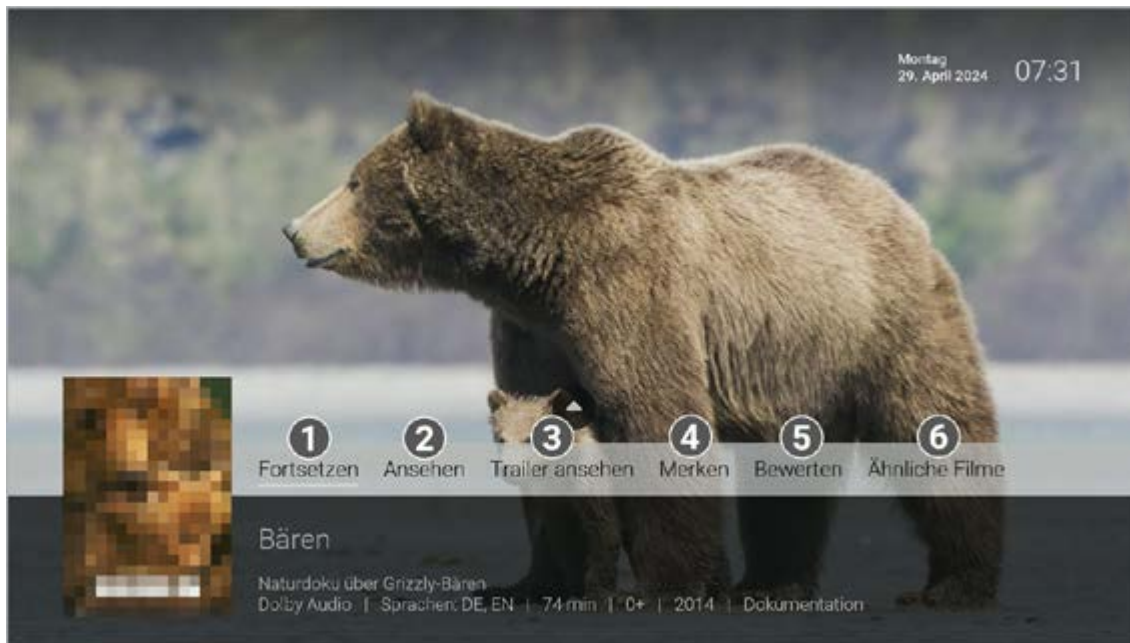 Montag
29. April 2024 07:31
1 2 3 4 5 6
Fortsetzen Ansehen Trailer ansehen Merken Bewerten Ähnliche Filme
Bären
Naturdoku über Grizzly-Bären
Dolby Audio | Sprachen: DE, EN | 74 min | 0+ | 2014 | Dokumentation